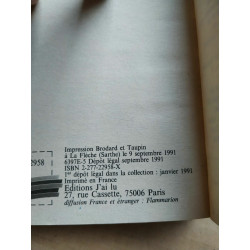 Impression Brodard et Taupin
à La Flèche (Sarthe) le 9 septembre 1991
6397E-5 Dépôt légal septembre 1991
ISBN 2-277-22958-X
1er dépôt légal dans la collection : janvier 1991
Imprimé en France
Editions J'ai lu
27, rue Cassette, 75006 Paris
diffusion France et étranger : Flammarion
2958